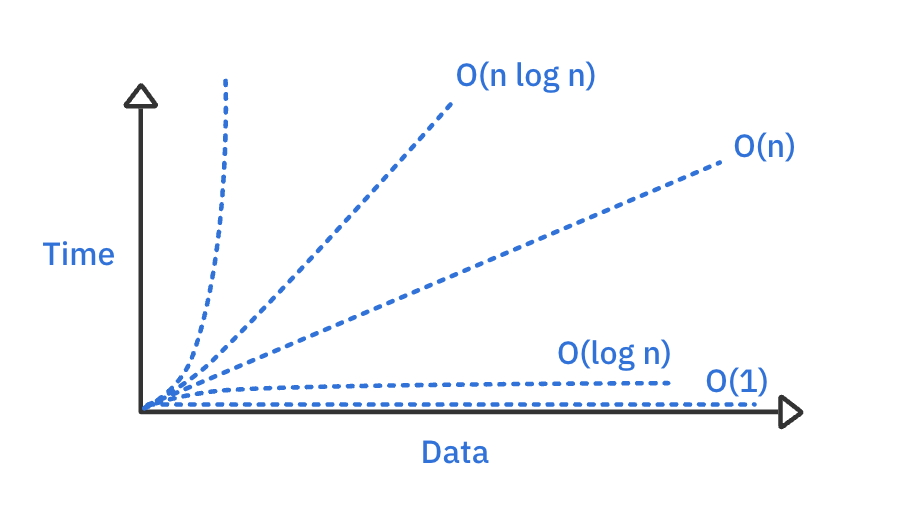 O(n log n)
O(n)
Time
O(log n)
O(1)
Data